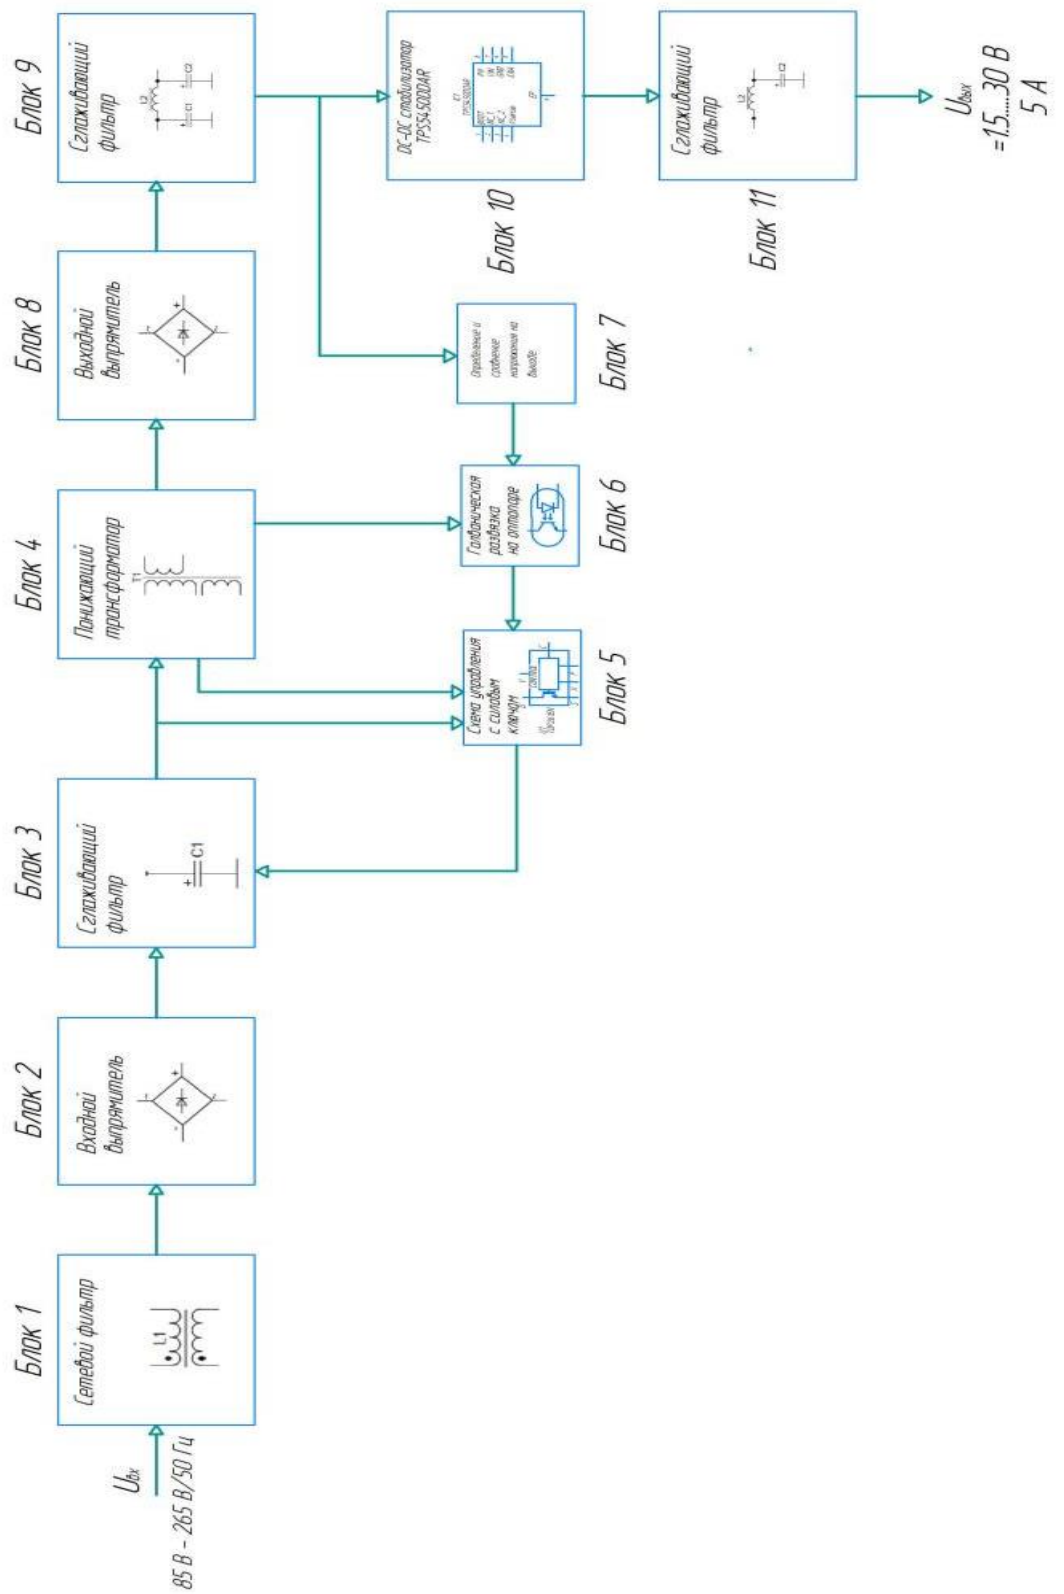 Uвх
85 В - 265 В/50 Гц
Блок 1
Сетевой фильтр
L1
Блок 2
Входной
выпрямитель
Блок 3
Сглаживающий
фильтр
C1
Блок 4
Понижающий
трансформатор
T1
Блок 8
Выходной
выпрямитель
Блок 9
Сглаживающий
фильтр
L2
C1
C2
Схема управления
с силовым
ключом
CONTROL
Блок 5
Галваническая
развязка
на оптопаре
Блок 6
Определение и
сравнение
напряжения на
выходе
Блок 7
DC-DC стабилизатор
TPS54500DAR
Блок 10
Сглаживающий
фильтр
L2
C2
Блок 11
Uвых
=1.5.....30 В
5 А